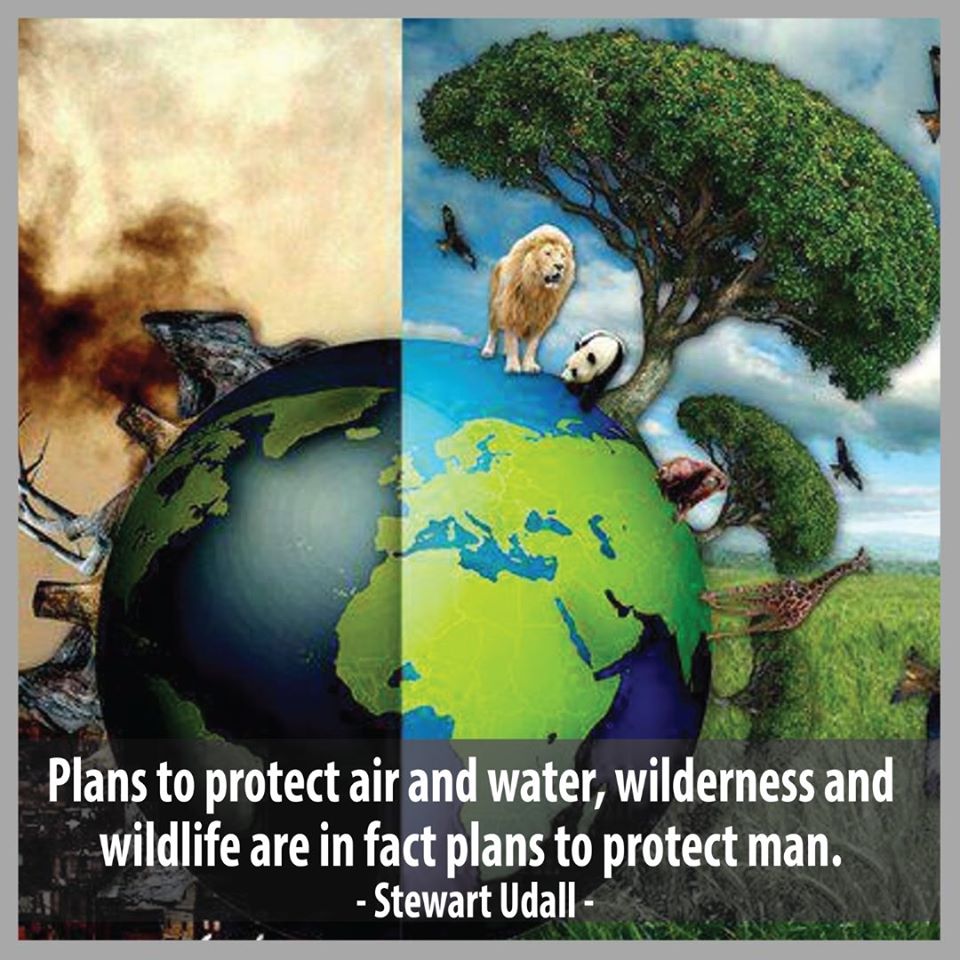 Plans to protect air and water, wilderness and
wildlife are in fact plans to protect man.
- Stewart Udall -